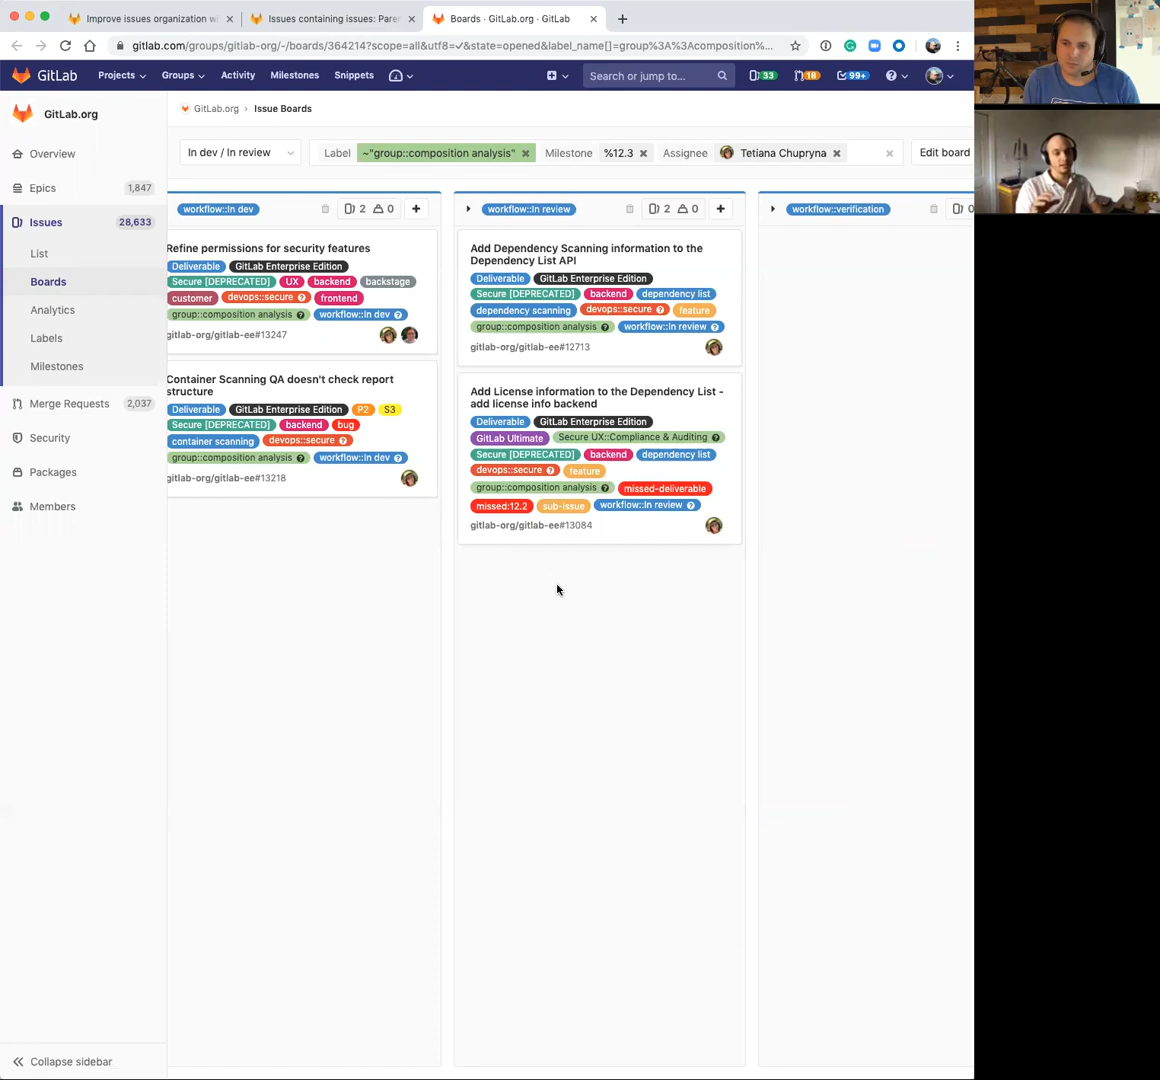 Improve issues organization w
Issues containing issues: Pare
Boards · GitLab.org · GitLab
gitlab.com/groups/gitlab-org/-/boards/364214?scope=all&utf8=✓&state=opened&label_name[]=group%3A%3Acomposition%...
GitLab Projects Groups Activity Milestones Snippets Search or jump to... 33 18 99+
GitLab.org
GitLab.org › Issue Boards
Overview
Epics 1,847
Issues 28,633
List
Boards
Analytics
Labels
Milestones
Merge Requests 2,037
Security
Packages
Members
Collapse sidebar
In dev / In review Label ~"group::composition analysis" Milestone %12.3 Assignee Tetiana Chupryna Edit board
workflow::In dev 2 0
Refine permissions for security features
Deliverable GitLab Enterprise Edition
Secure [DEPRECATED] UX backend backstage
customer devops::secure frontend
group::composition analysis workflow::In dev
gitlab-org/gitlab-ee#13247
Container Scanning QA doesn't check report
structure
Deliverable GitLab Enterprise Edition P2 S3
Secure [DEPRECATED] backend bug
container scanning devops::secure
group::composition analysis workflow::In dev
gitlab-org/gitlab-ee#13218
workflow::In review 2 0
Add Dependency Scanning information to the
Dependency List API
Deliverable GitLab Enterprise Edition
Secure [DEPRECATED] backend dependency list
dependency scanning devops::secure feature
group::composition analysis workflow::In review
gitlab-org/gitlab-ee#12713
Add License information to the Dependency List -
add license info backend
Deliverable GitLab Enterprise Edition
GitLab Ultimate Secure UX::Compliance & Auditing
Secure [DEPRECATED] backend dependency list
devops::secure feature
group::composition analysis missed-deliverable
missed:12.2 sub-issue workflow::In review
gitlab-org/gitlab-ee#13084
workflow::verification 0